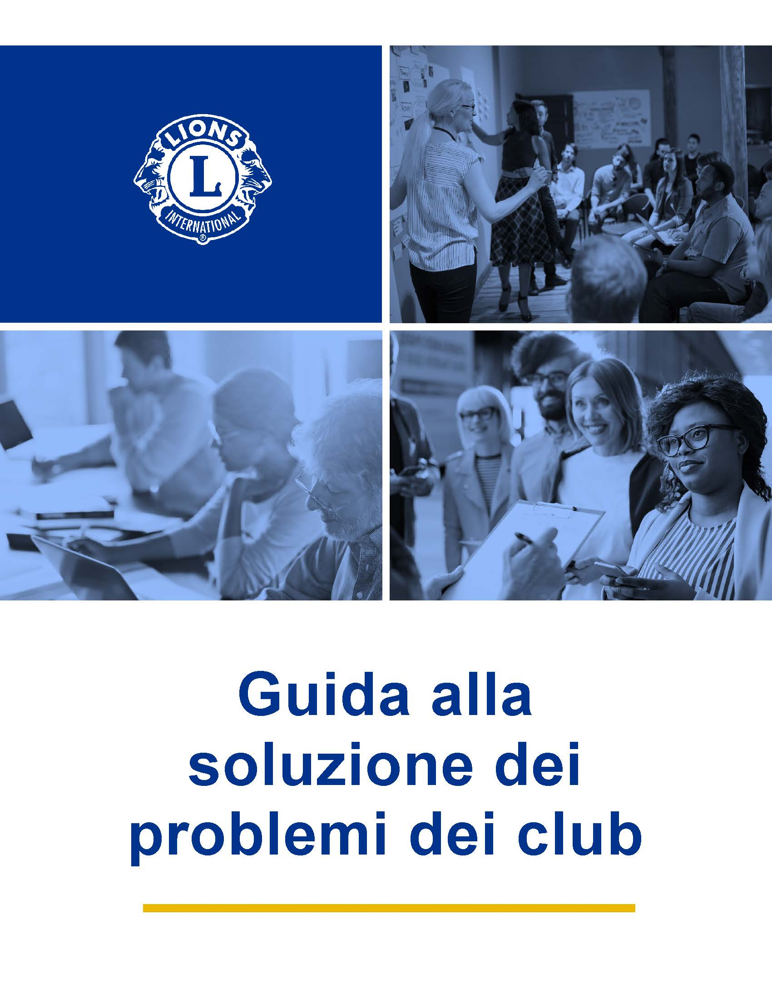 LIONS
L
INTERNATIONAL
®
Guida alla
soluzione dei
problemi dei club